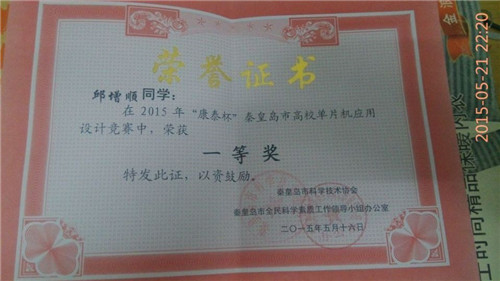 荣誉证书
邱增顺同学：
在2015年“康泰杯”秦皇岛市高校单片机应用
设计竞赛中，荣获
一等奖
特发此证，以资鼓励。
秦皇岛市科学技术协会
秦皇岛市全民科学素质工作领导小组办公室
二〇一五年五月十六日
2015-05-21 22:20